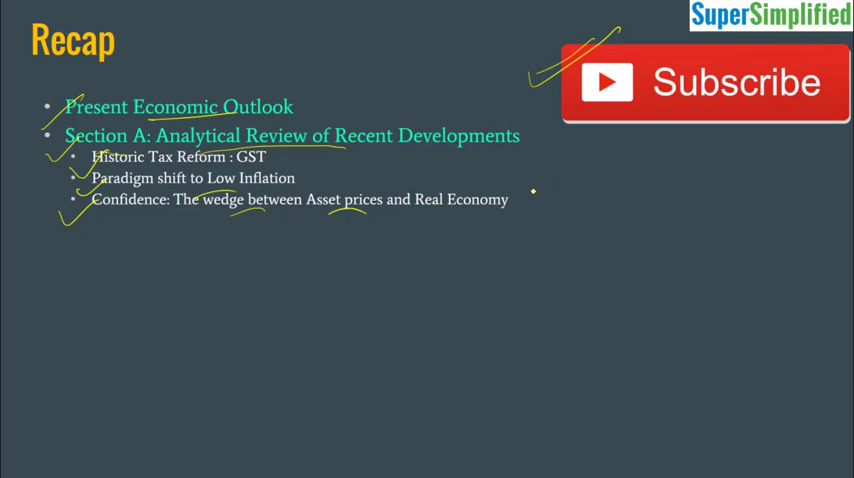 SuperSimplified
Recap
Subscribe
• Present Economic Outlook
• Section A: Analytical Review of Recent Developments
• Historic Tax Reform : GST
• Paradigm shift to Low Inflation
• Confidence: The wedge between Asset prices and Real Economy